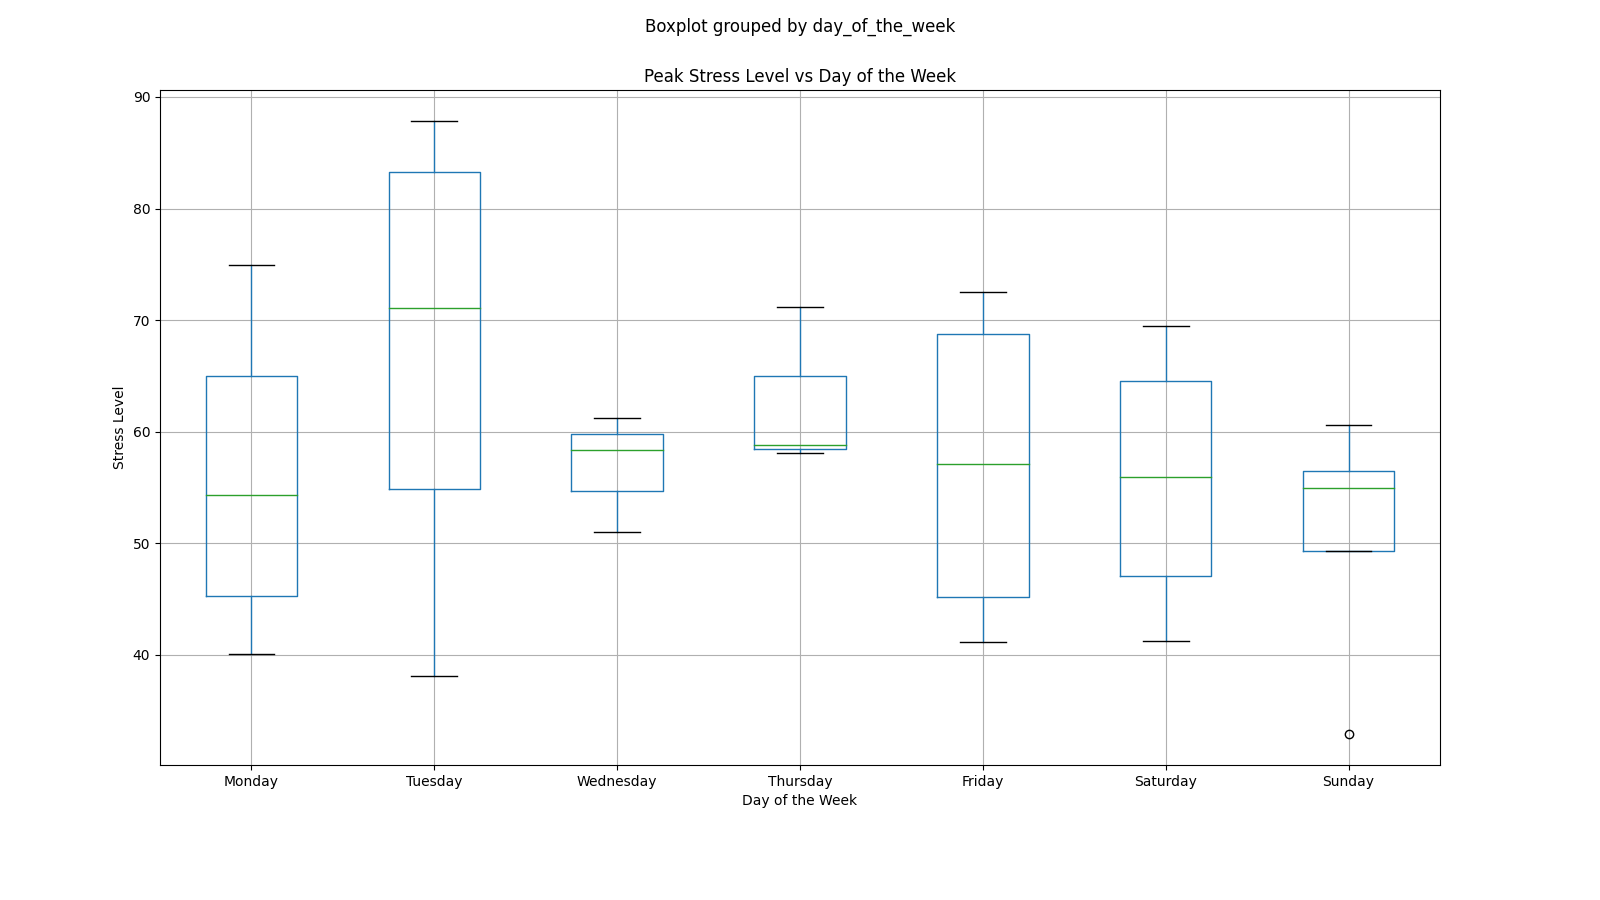 Boxplot grouped by day_of_the_week
Peak Stress Level vs Day of the Week
90
80
70
60
50
40
Stress Level
Monday Tuesday Wednesday Thursday Friday Saturday Sunday
Day of the Week